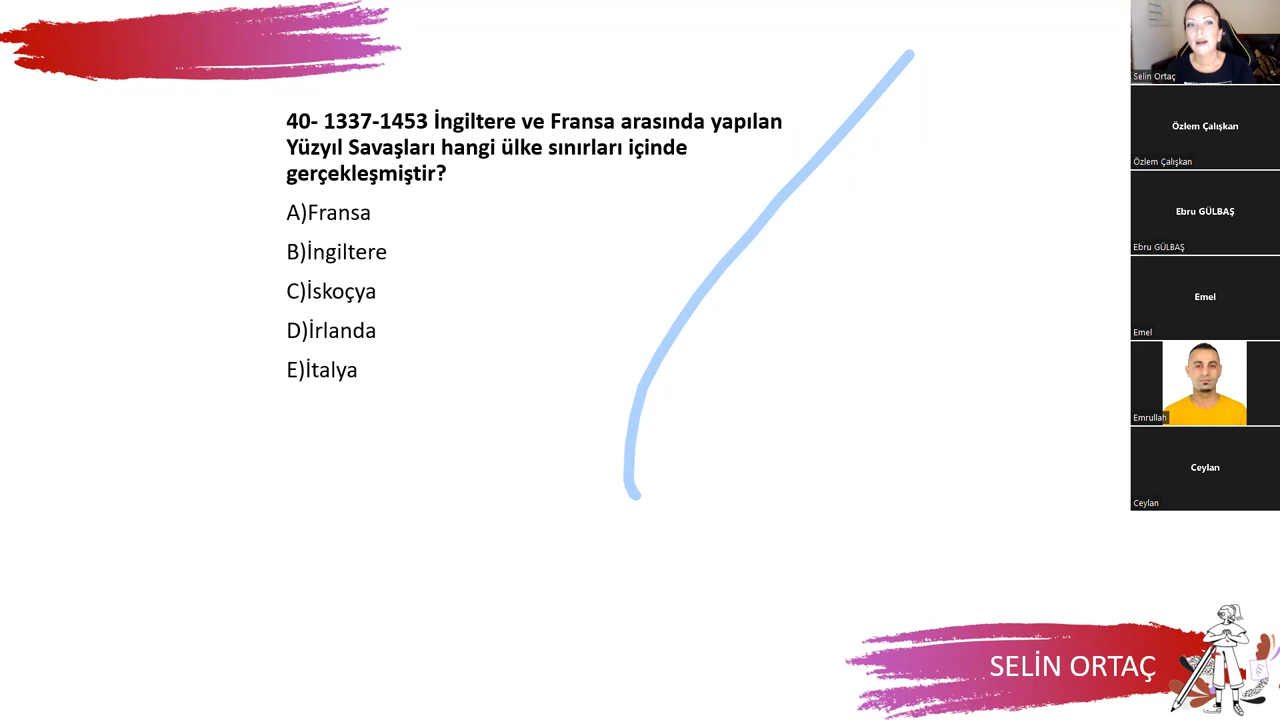 40- 1337-1453 İngiltere ve Fransa arasında yapılan
Yüzyıl Savaşları hangi ülke sınırları içinde
gerçekleşmiştir?
A)Fransa
B)İngiltere
C)İskoçya
D)İrlanda
E)İtalya
Selin Ortaç
Özlem Çalışkan
Özlem Çalışkan
Ebru GÜLBAŞ
Ebru GÜLBAŞ
Emel
Emel
Emrullah
Ceylan
Ceylan
SELİN ORTAÇ